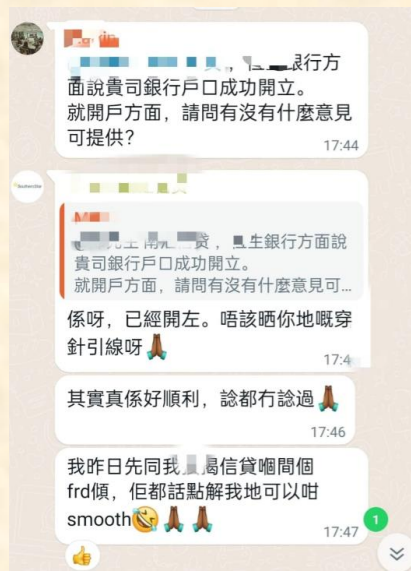 銀行方
面說貴司銀行戶口成功開立。
就開戶方面，請問有沒有什麼意見
可提供？
17:44
生銀行方面說
貴司銀行戶口成功開立。
就開戶方面，請問有沒有什麼意見可...
係呀，已經開左。唔該晒你地嘅穿
針引線呀🙏🏾
17:4
其實真係好順利，諗都冇諗過🙏🏾
17:46
我昨日先同我
信貸嗰間個
frd傾，佢都話點解我地可以咁
smooth🤣🙏🏾🙏🏾
17:47
1